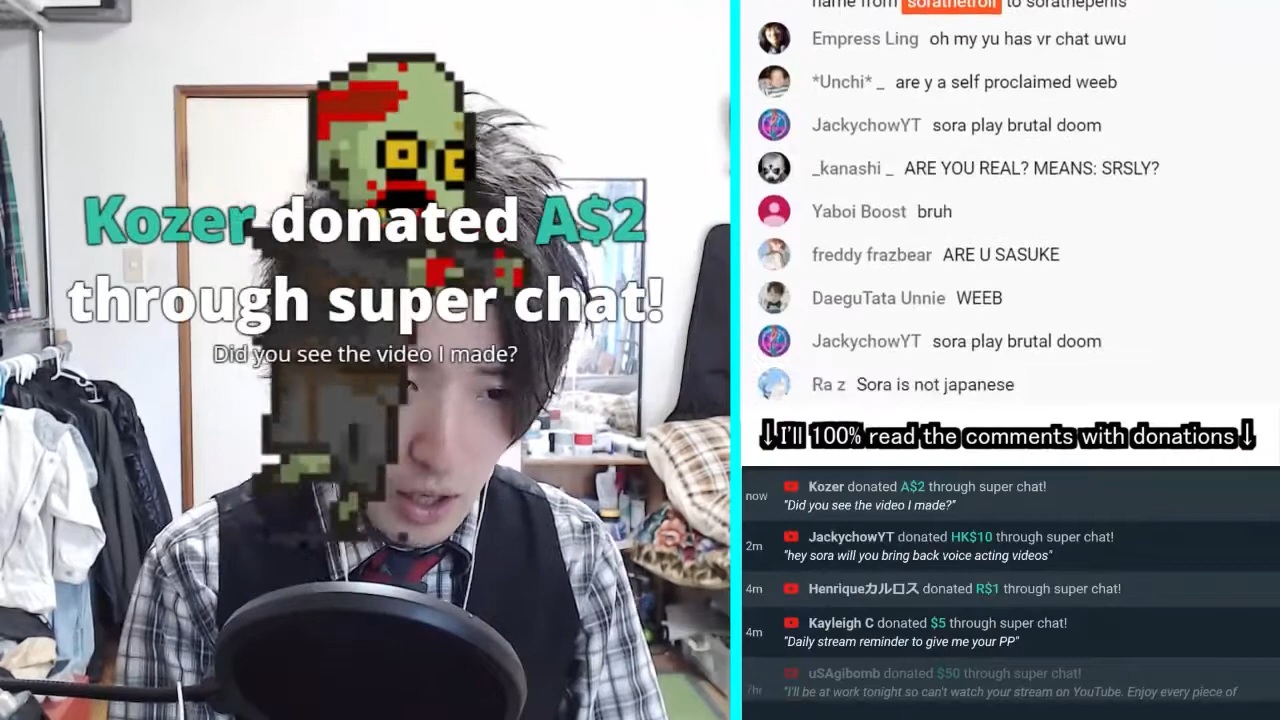 Kozer donated A$2
through super chat!
Did you see the video I made?
name from sorathetroll to sorathepenis
Empress Ling oh my yu has vr chat uwu
*Unchi* _ are y a self proclaimed weeb
JackychowYT sora play brutal doom
_kanashi _ ARE YOU REAL? MEANS: SRSLY?
Yaboi Boost bruh
freddy frazbear ARE U SASUKE
DaeguTata Unnie WEEB
JackychowYT sora play brutal doom
Ra z Sora is not japanese
↓I'll 100% read the comments with donations↓
now Kozer donated A$2 through super chat!
"Did you see the video I made?"
2m JackychowYT donated HK$10 through super chat!
"hey sora will you bring back voice acting videos"
4m Henriqueカルロス donated R$1 through super chat!
4m Kayleigh C donated $5 through super chat!
"Daily stream reminder to give me your PP"
7hr uSAgibomb donated $50 through super chat!
"I'll be at work tonight so can't watch your stream on YouTube. Enjoy every piece of